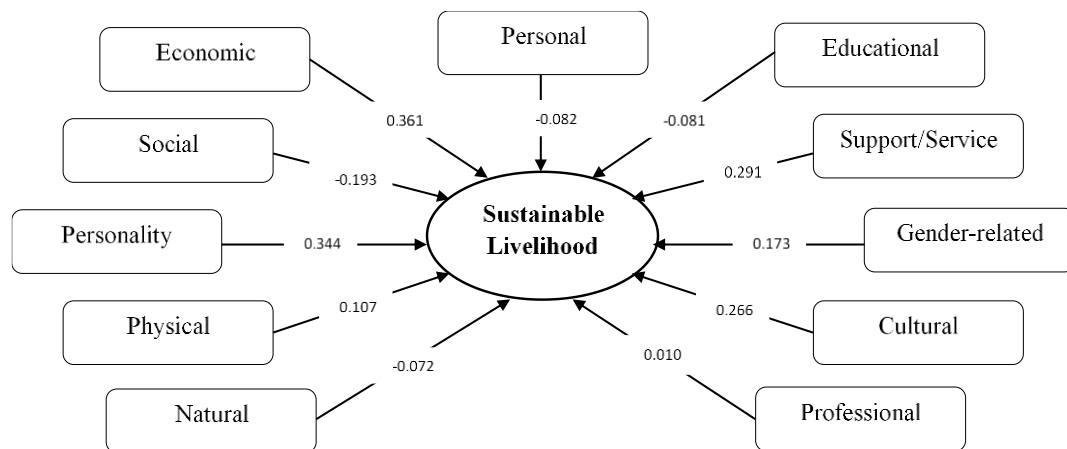 Personal
Economic
Educational
0.361
-0.082
-0.081
Social
Support/Service
-0.193
0.291
Sustainable
Livelihood
Personality
0.344
0.173
Gender-related
Physical
0.107
0.266
Cultural
-0.072
0.010
Natural
Professional